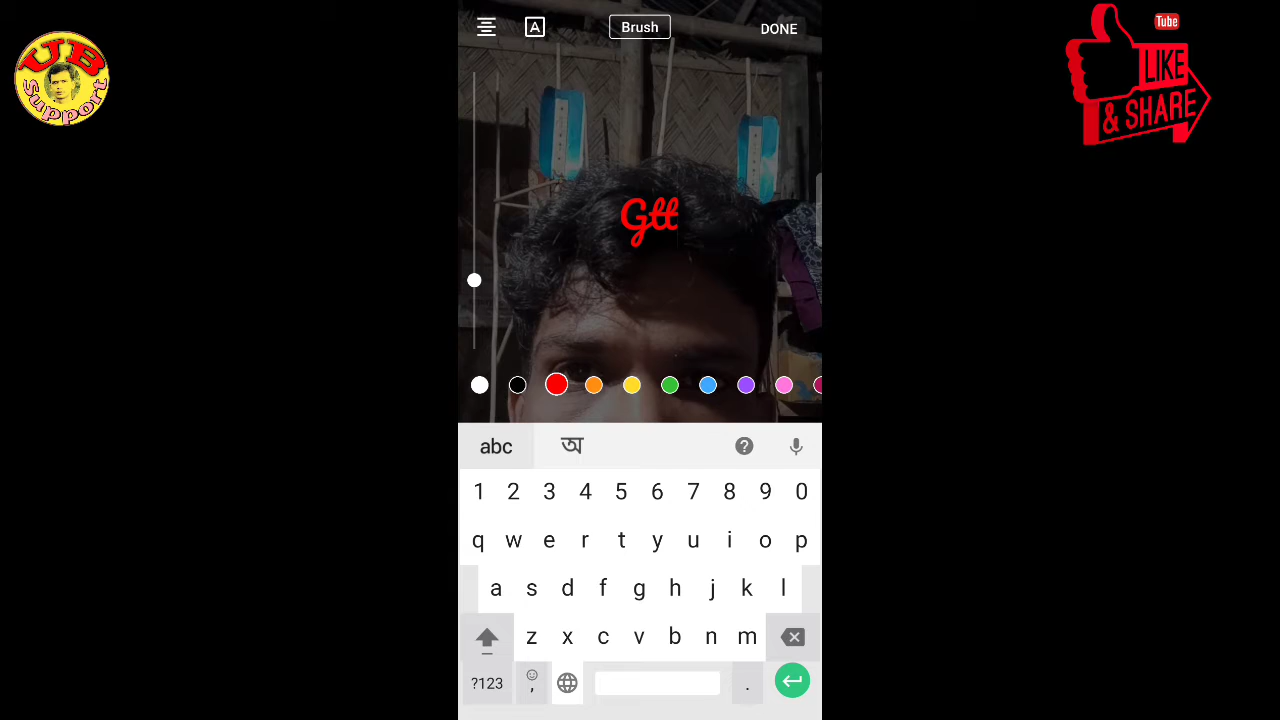 UB
Support
Brush
DONE
A
Gtt
abc
অ
?
1 2 3 4 5 6 7 8 9 0
q w e r t y u i o p
a s d f g h j k l
z x c v b n m
?123 , .
Tube
LIKE
& SHARE